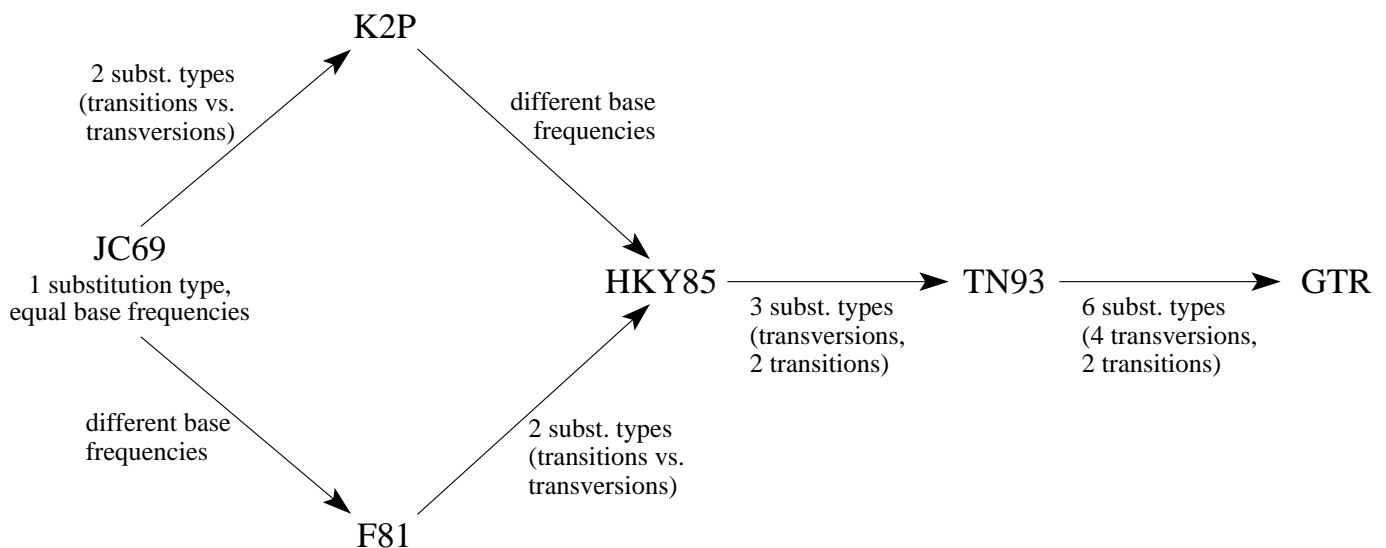 K2P
2 subst. types
(transitions vs.
transversions)
different base
frequencies
JC69
1 substitution type,
equal base frequencies
HKY85
3 subst. types
(transversions,
2 transitions)
TN93
6 subst. types
(4 transversions,
2 transitions)
GTR
different base
frequencies
2 subst. types
(transitions vs.
transversions)
F81